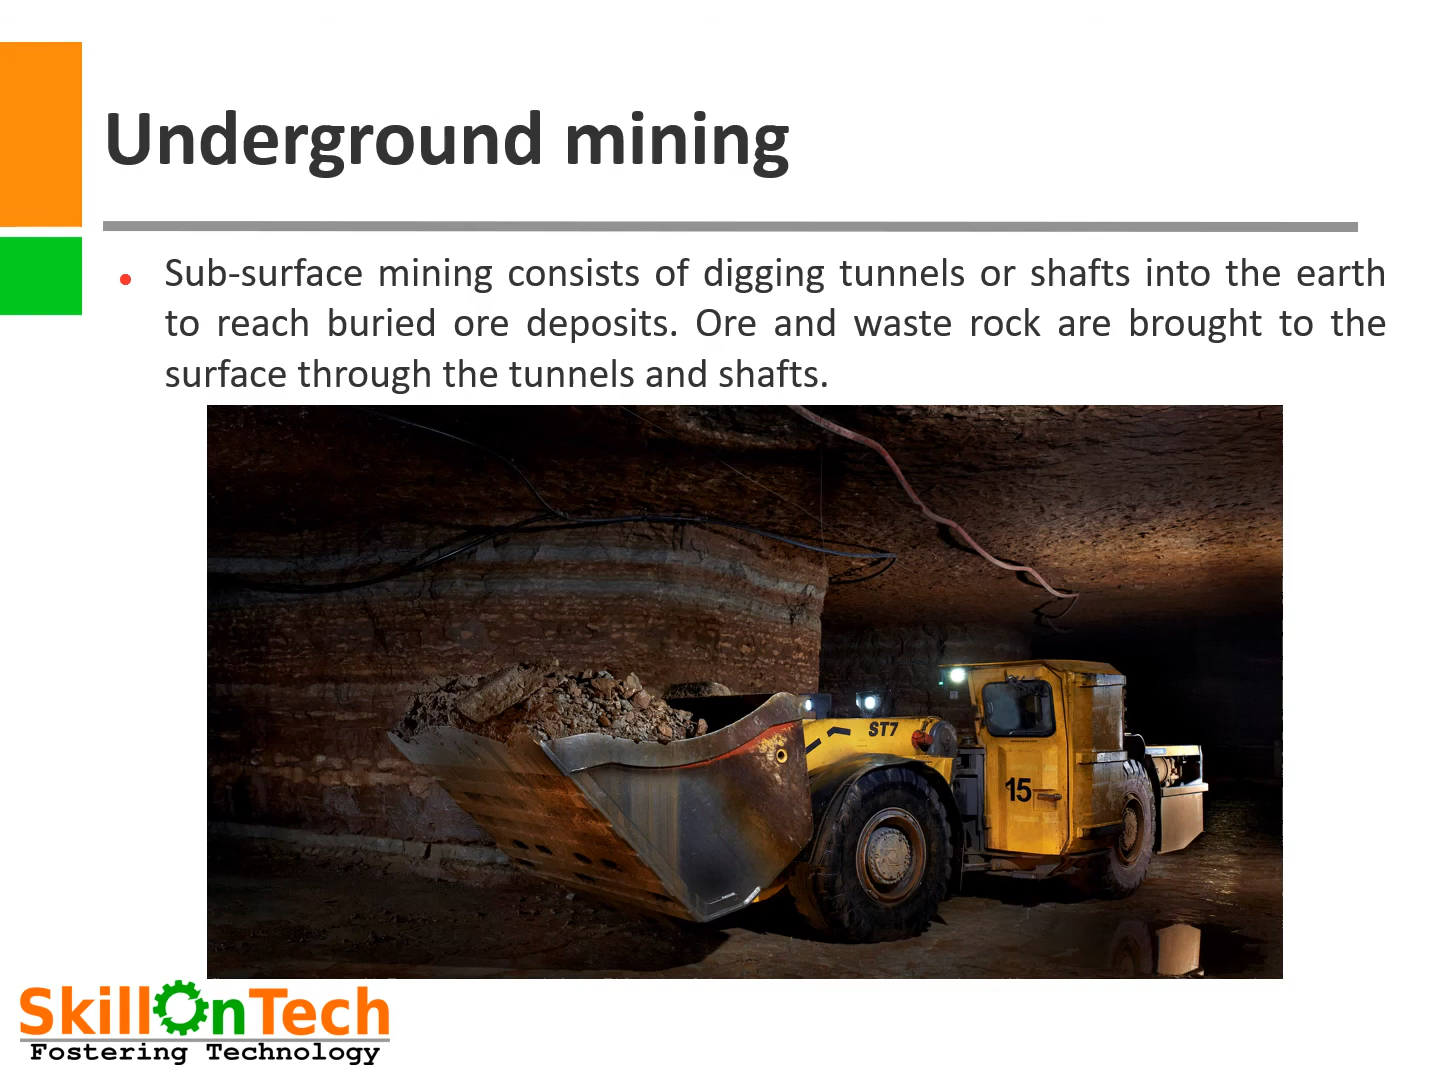 Underground mining
Sub-surface mining consists of digging tunnels or shafts into the earth
to reach buried ore deposits. Ore and waste rock are brought to the
surface through the tunnels and shafts.
ST7
15
SkillOnTech
Fostering Technology